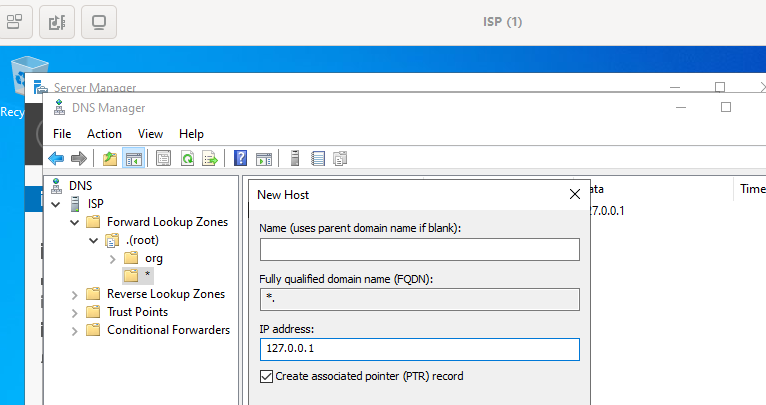 ISP (1)
Server Manager
DNS Manager
File Action View Help
DNS
ISP
Forward Lookup Zones
.(root)
org
*
Reverse Lookup Zones
Trust Points
Conditional Forwarders
New Host
Name (uses parent domain name if blank):
Fully qualified domain name (FQDN):
*.
IP address:
127.0.0.1
Create associated pointer (PTR) record
Time
27.0.0.1
Recy